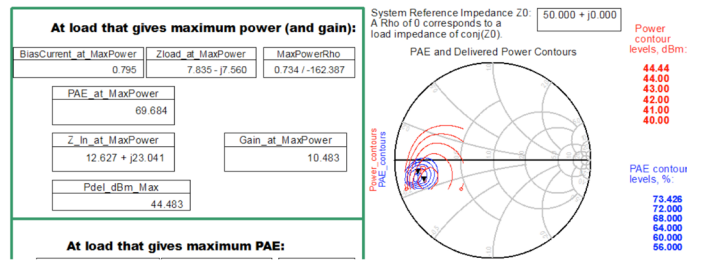 At load that gives maximum power (and gain):
BiasCurrent_at_MaxPower
0.795
Zload_at_MaxPower
7.835 - j7.560
MaxPowerRho
0.734 / -162.387
PAE_at_MaxPower
69.684
Z_In_at_MaxPower
12.627 + j23.041
Gain_at_MaxPower
10.483
Pdel_dBm_Max
44.483
At load that gives maximum PAE:
System Reference Impedance Z0:
A Rho of 0 corresponds to a
load impedance of conj(Z0).
50.000 + j0.000
PAE and Delivered Power Contours
Power_contours
PAE_contours
Power
contour
levels, dBm:
44.44
44.00
43.00
42.00
41.00
40.00
PAE contour
levels, %:
73.426
72.000
68.000
64.000
60.000
56.000